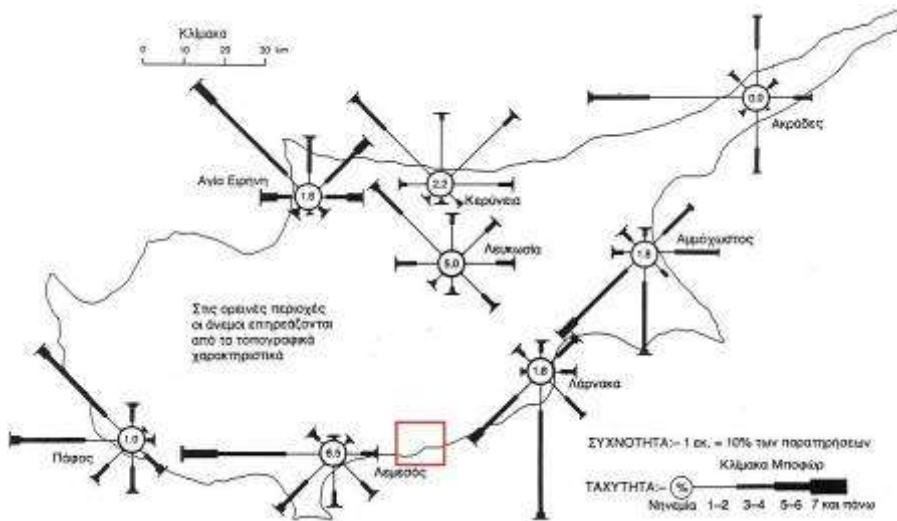 Κλίμακα
0 10 20 30 km
0.0
Ακράδες
Αγία Ειρήνη
1.8
2.2
Κερύνεια
Λευκωσία
5.0
Αμμόχωστος
1.8
Στις ορεινές περιοχές
οι άνεμοι επηρεάζονται
από τα τοπογραφικά
χαρακτηριστικά
1.8
Λάρνακα
Πάφος
1.0
6.5
Λεμεσός
ΣΥΧΝΟΤΗΤΑ:- 1 εκ. = 10% των παρατηρήσεων
Κλίμακα Μποφώρ
ΤΑΧΥΤΗΤΑ:- %
Νηνεμία 1-2 3-4 5-6 7 και πάνω